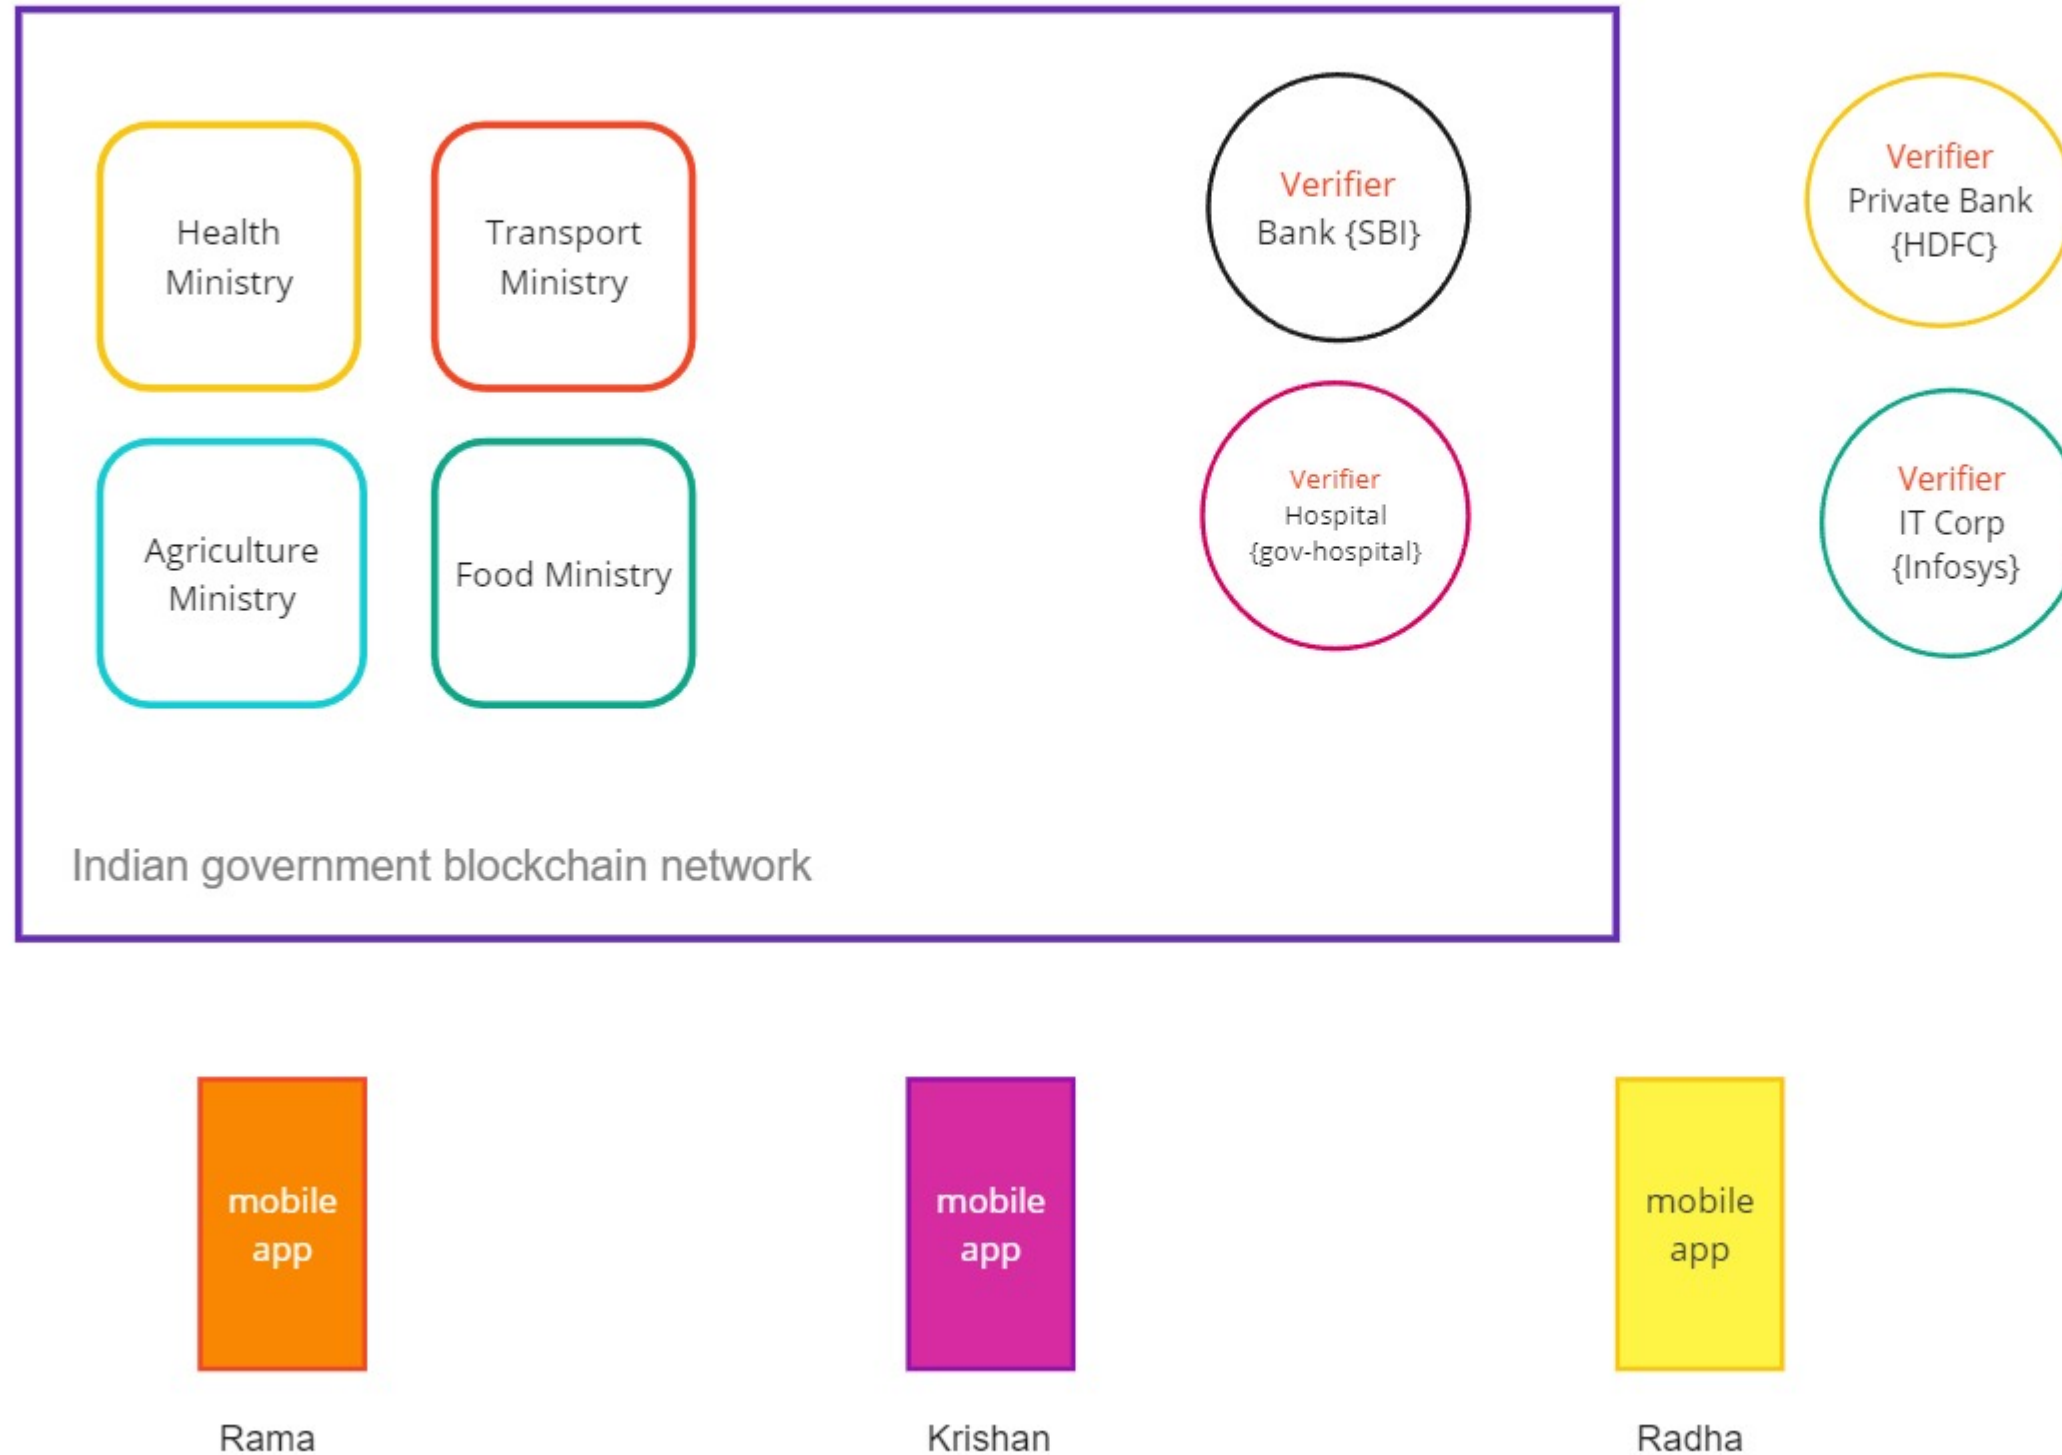 Health
Ministry
Transport
Ministry
Verifier
Bank {SBI}
Verifier
Private Bank
{HDFC}
Agriculture
Ministry
Food Ministry
Verifier
Hospital
{gov-hospital}
Verifier
IT Corp
{Infosys}
Indian government blockchain network
mobile
app
mobile
app
mobile
app
Rama
Krishan
Radha